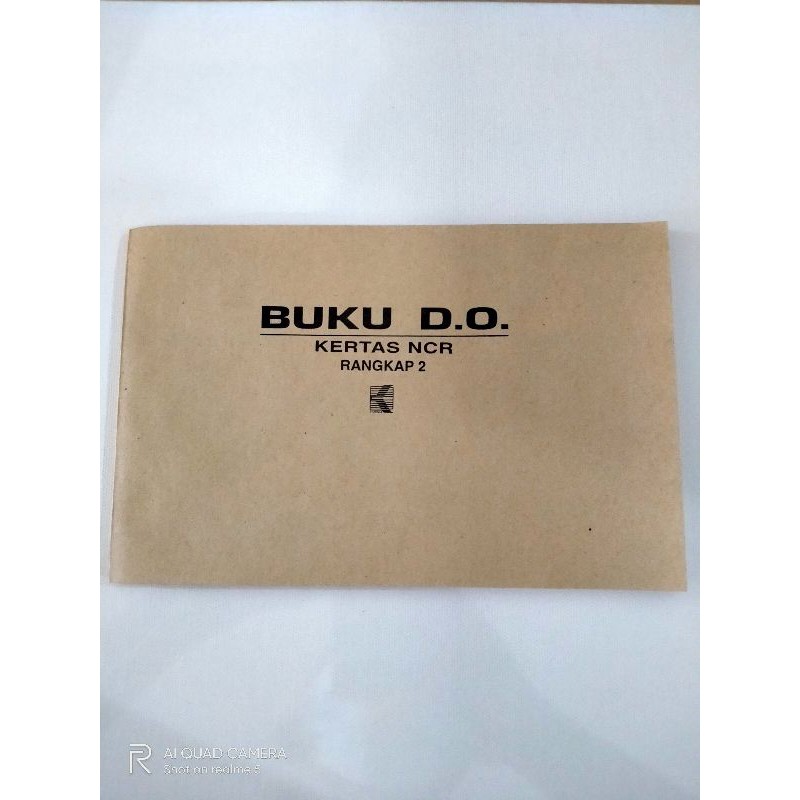 BUKU D.O.
KERTAS NCR
RANGKAP 2
AI QUAD CAMERA
Shot on realme 5